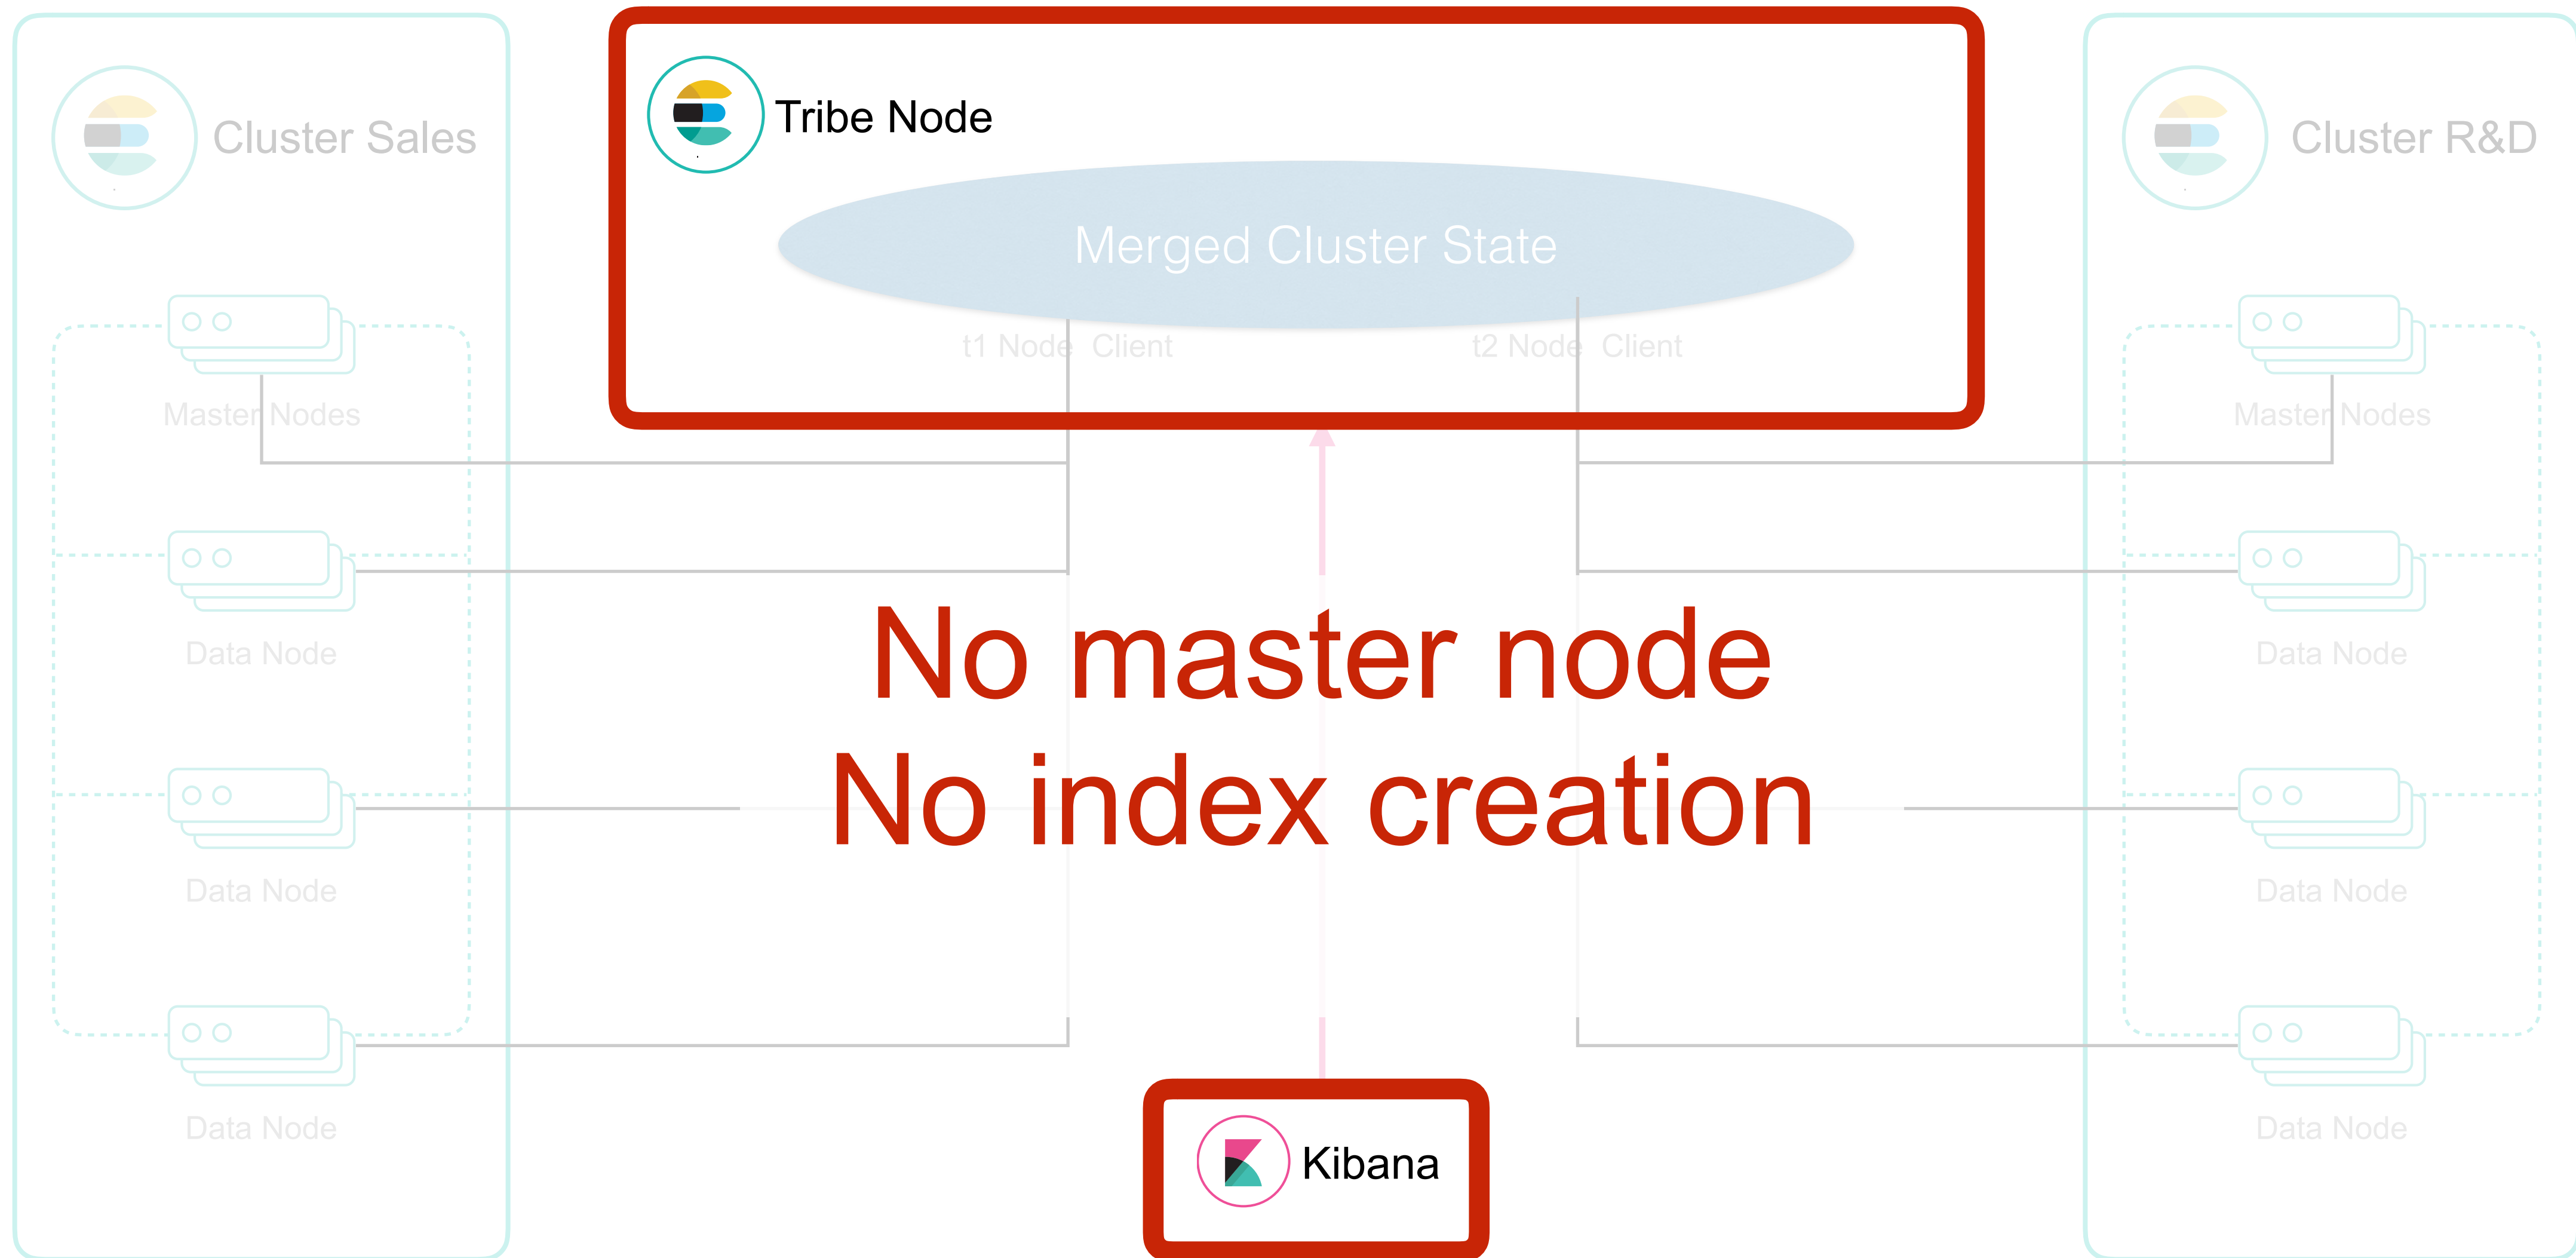 Cluster Sales
Master Nodes
Data Node
Data Node
Data Node
Tribe Node
Merged Cluster State
t1 Node Client
t2 Node Client
No master node
No index creation
Kibana
Cluster R&D
Master Nodes
Data Node
Data Node
Data Node